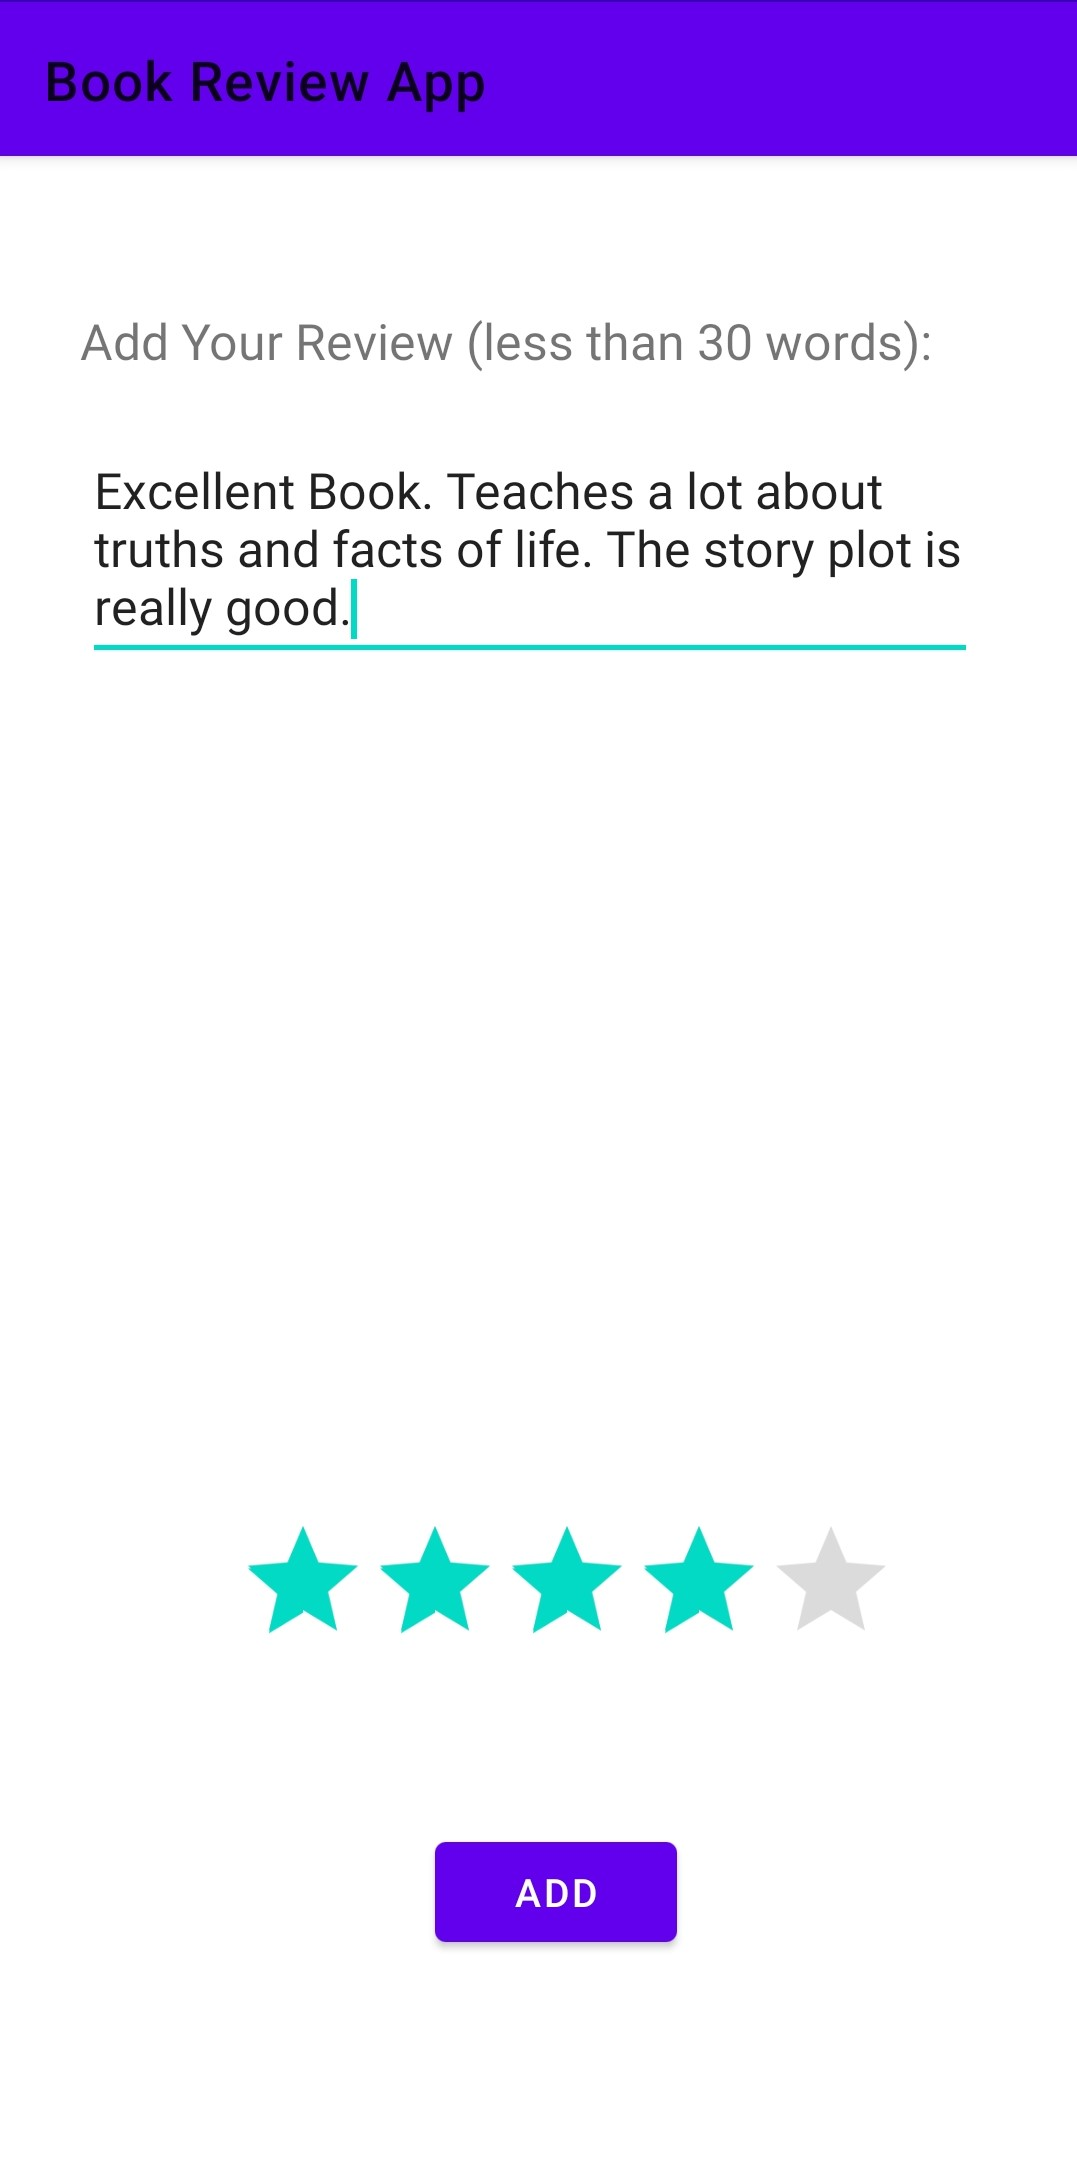 Book Review App
Add Your Review (less than 30 words):
Excellent Book. Teaches a lot about
truths and facts of life. The story plot is
really good.
ADD